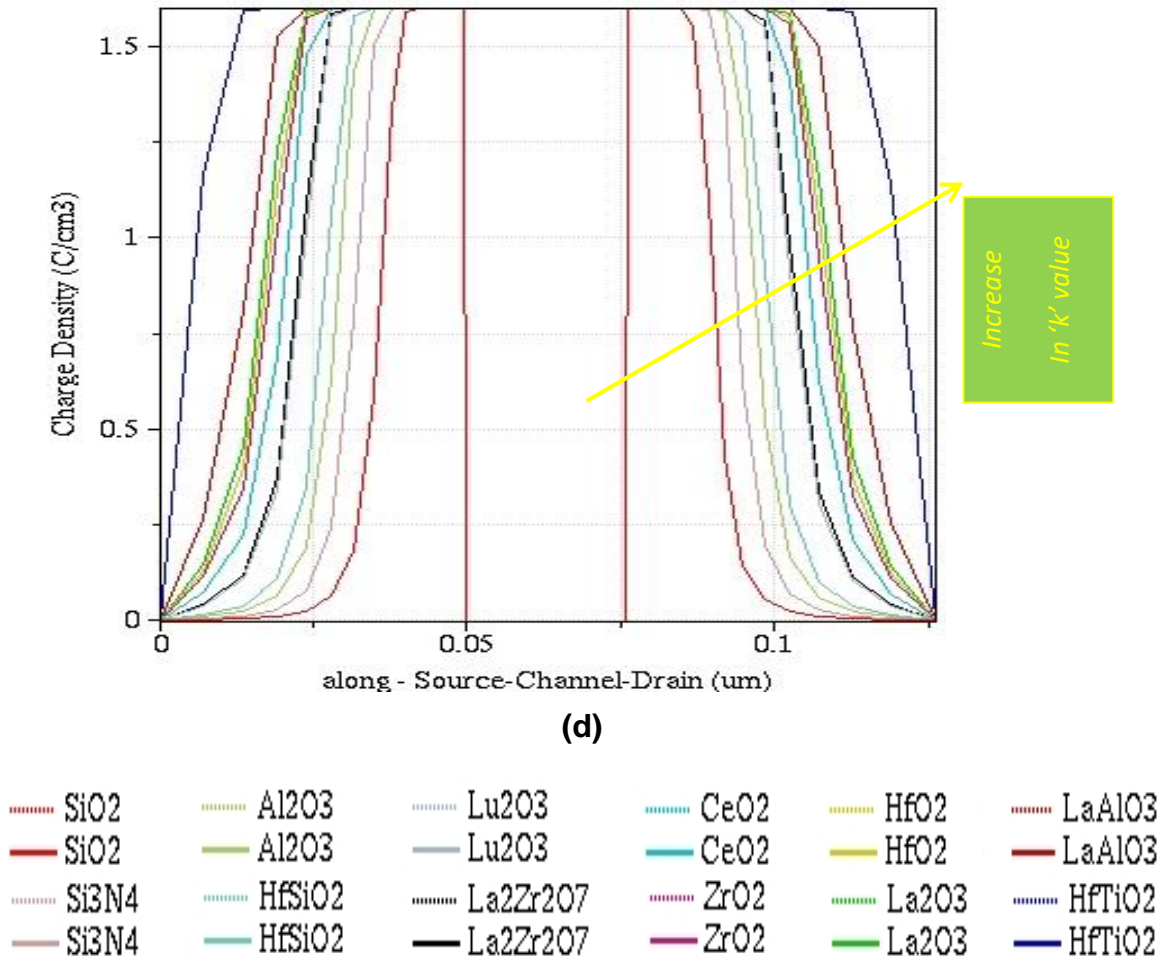 1.5
1
0.5
0
Charge Density (C/cm3)
0
0.05
0.1
along - Source-Channel-Drain (um)
Increase
In ‘k’ value
(d)
SiO2
Al2O3
Lu2O3
CeO2
HfO2
LaAlO3
SiO2
Al2O3
Lu2O3
CeO2
HfO2
LaAlO3
Si3N4
HfSiO2
La2Zr2O7
ZrO2
La2O3
HfTiO2
Si3N4
HfSiO2
La2Zr2O7
ZrO2
La2O3
HfTiO2